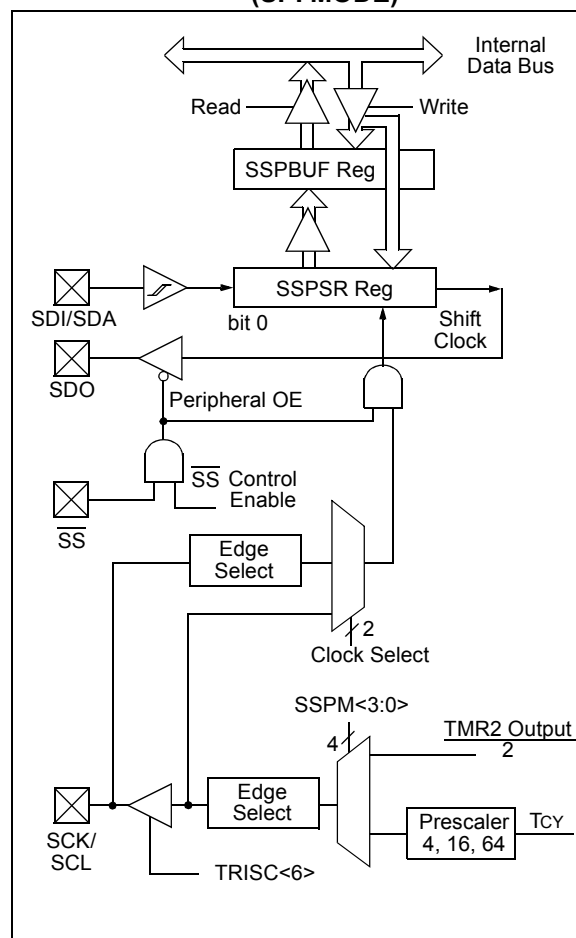 (SPI MODE)
Internal
Data Bus
Read
Write
SSPBUF Reg
SSPSR Reg
SDI/SDA
bit 0
Shift
Clock
SDO
Peripheral OE
SS Control
Enable
SS
Edge
Select
2
Clock Select
SSPM<3:0>
4
TMR2 Output
2
Edge
Select
Prescaler
4, 16, 64
TCY
SCK/
SCL
TRISC<6>